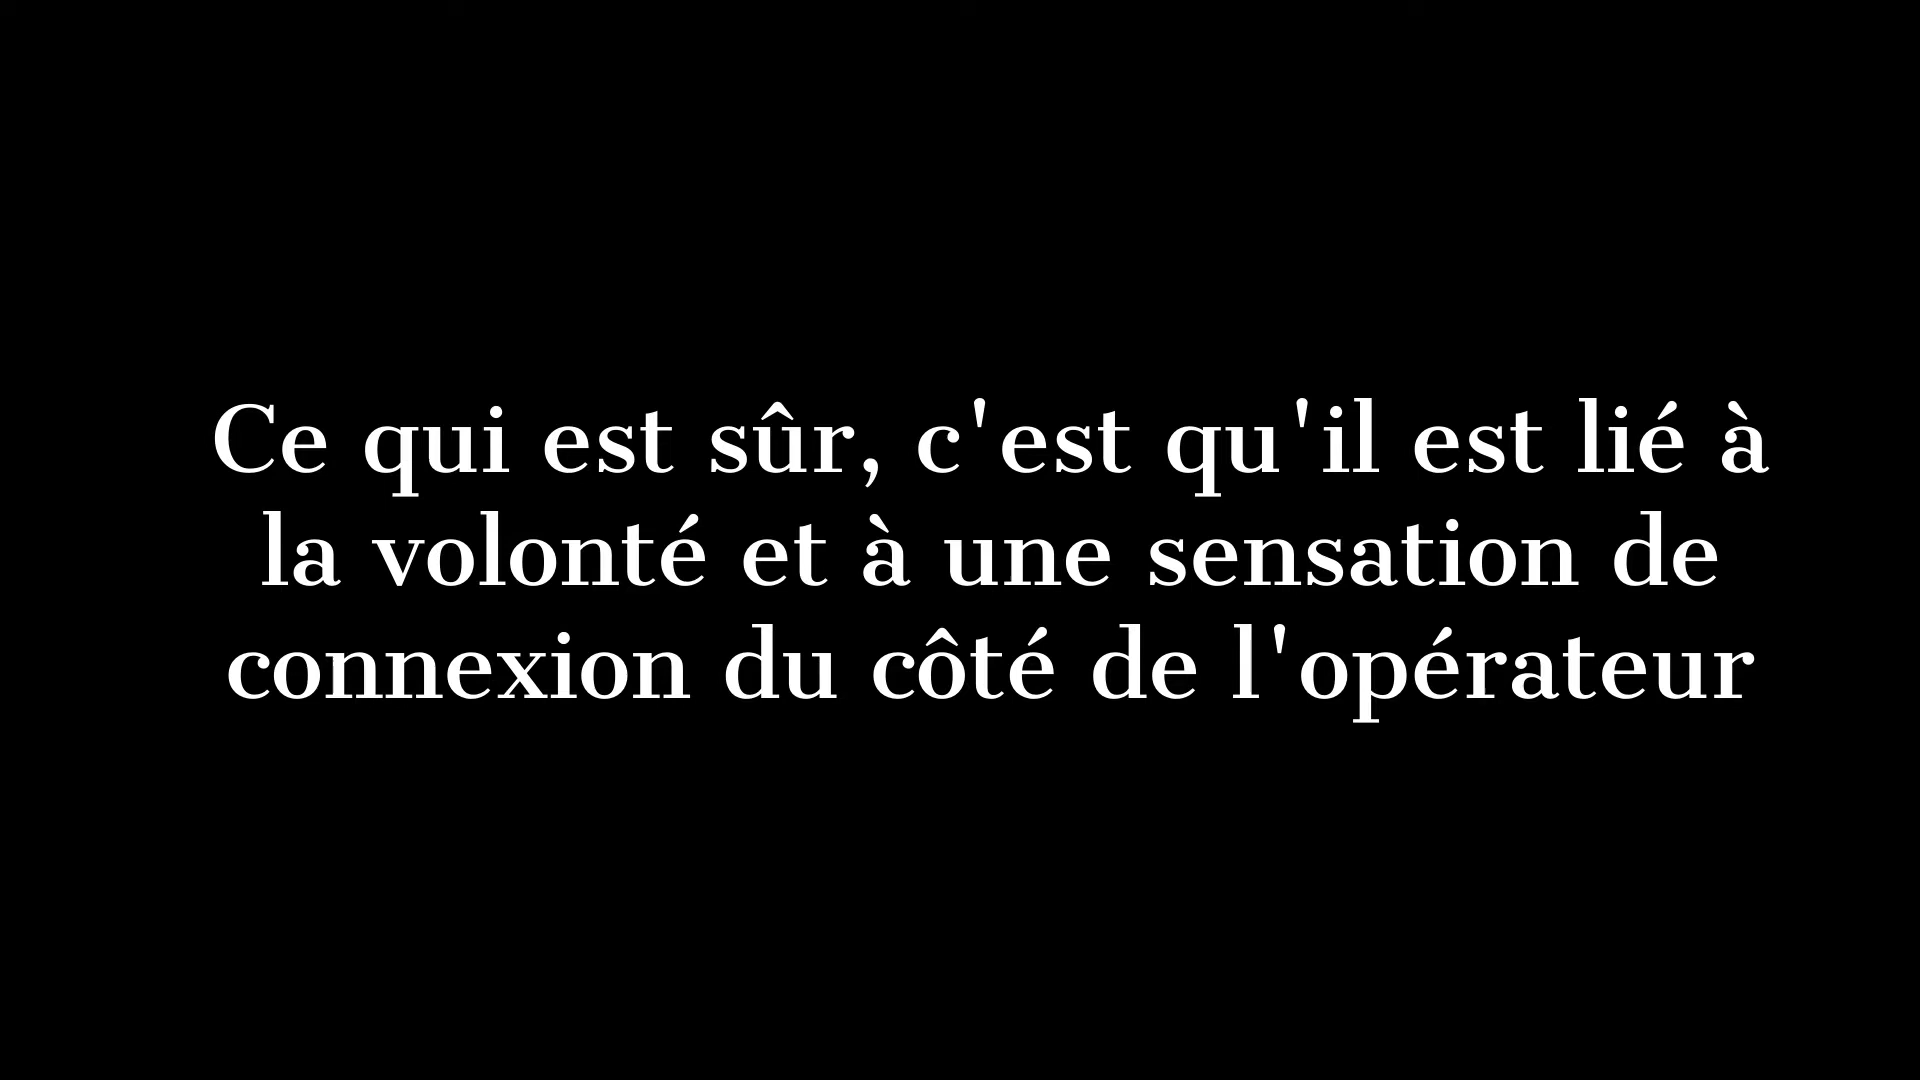 Ce qui est sûr, c'est qu'il est lié à
la volonté et à une sensation de
connexion du côté de l'opérateur